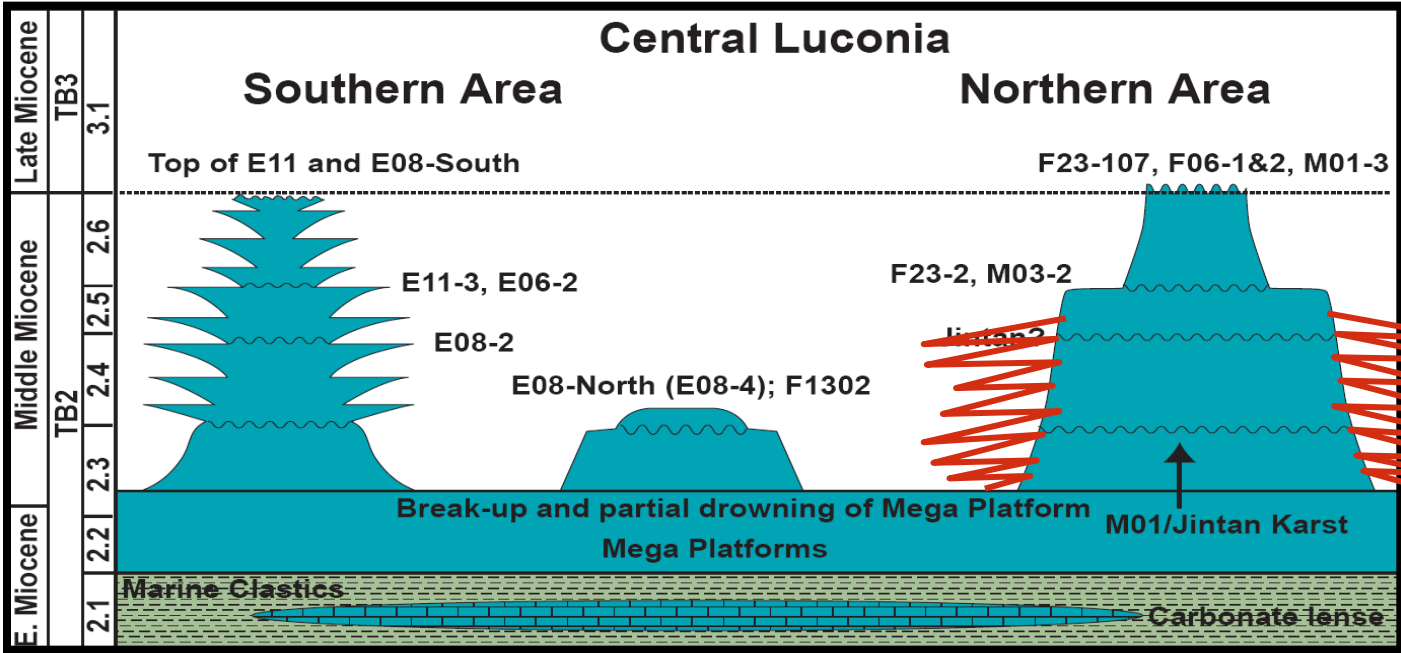 Central Luconia
Southern Area
Northern Area
Late Miocene
TB3
3.1
Top of E11 and E08-South
F23-107, F06-1&2, M01-3
Middle Miocene
TB2
2.6
2.5
2.4
2.3
E11-3, E06-2
F23-2, M03-2
E08-2
Jintan?
E08-North (E08-4); F1302
Break-up and partial drowning of Mega Platform
M01/Jintan Karst
E. Miocene
2.2
Mega Platforms
2.1
Marine Clastics
Carbonate lense